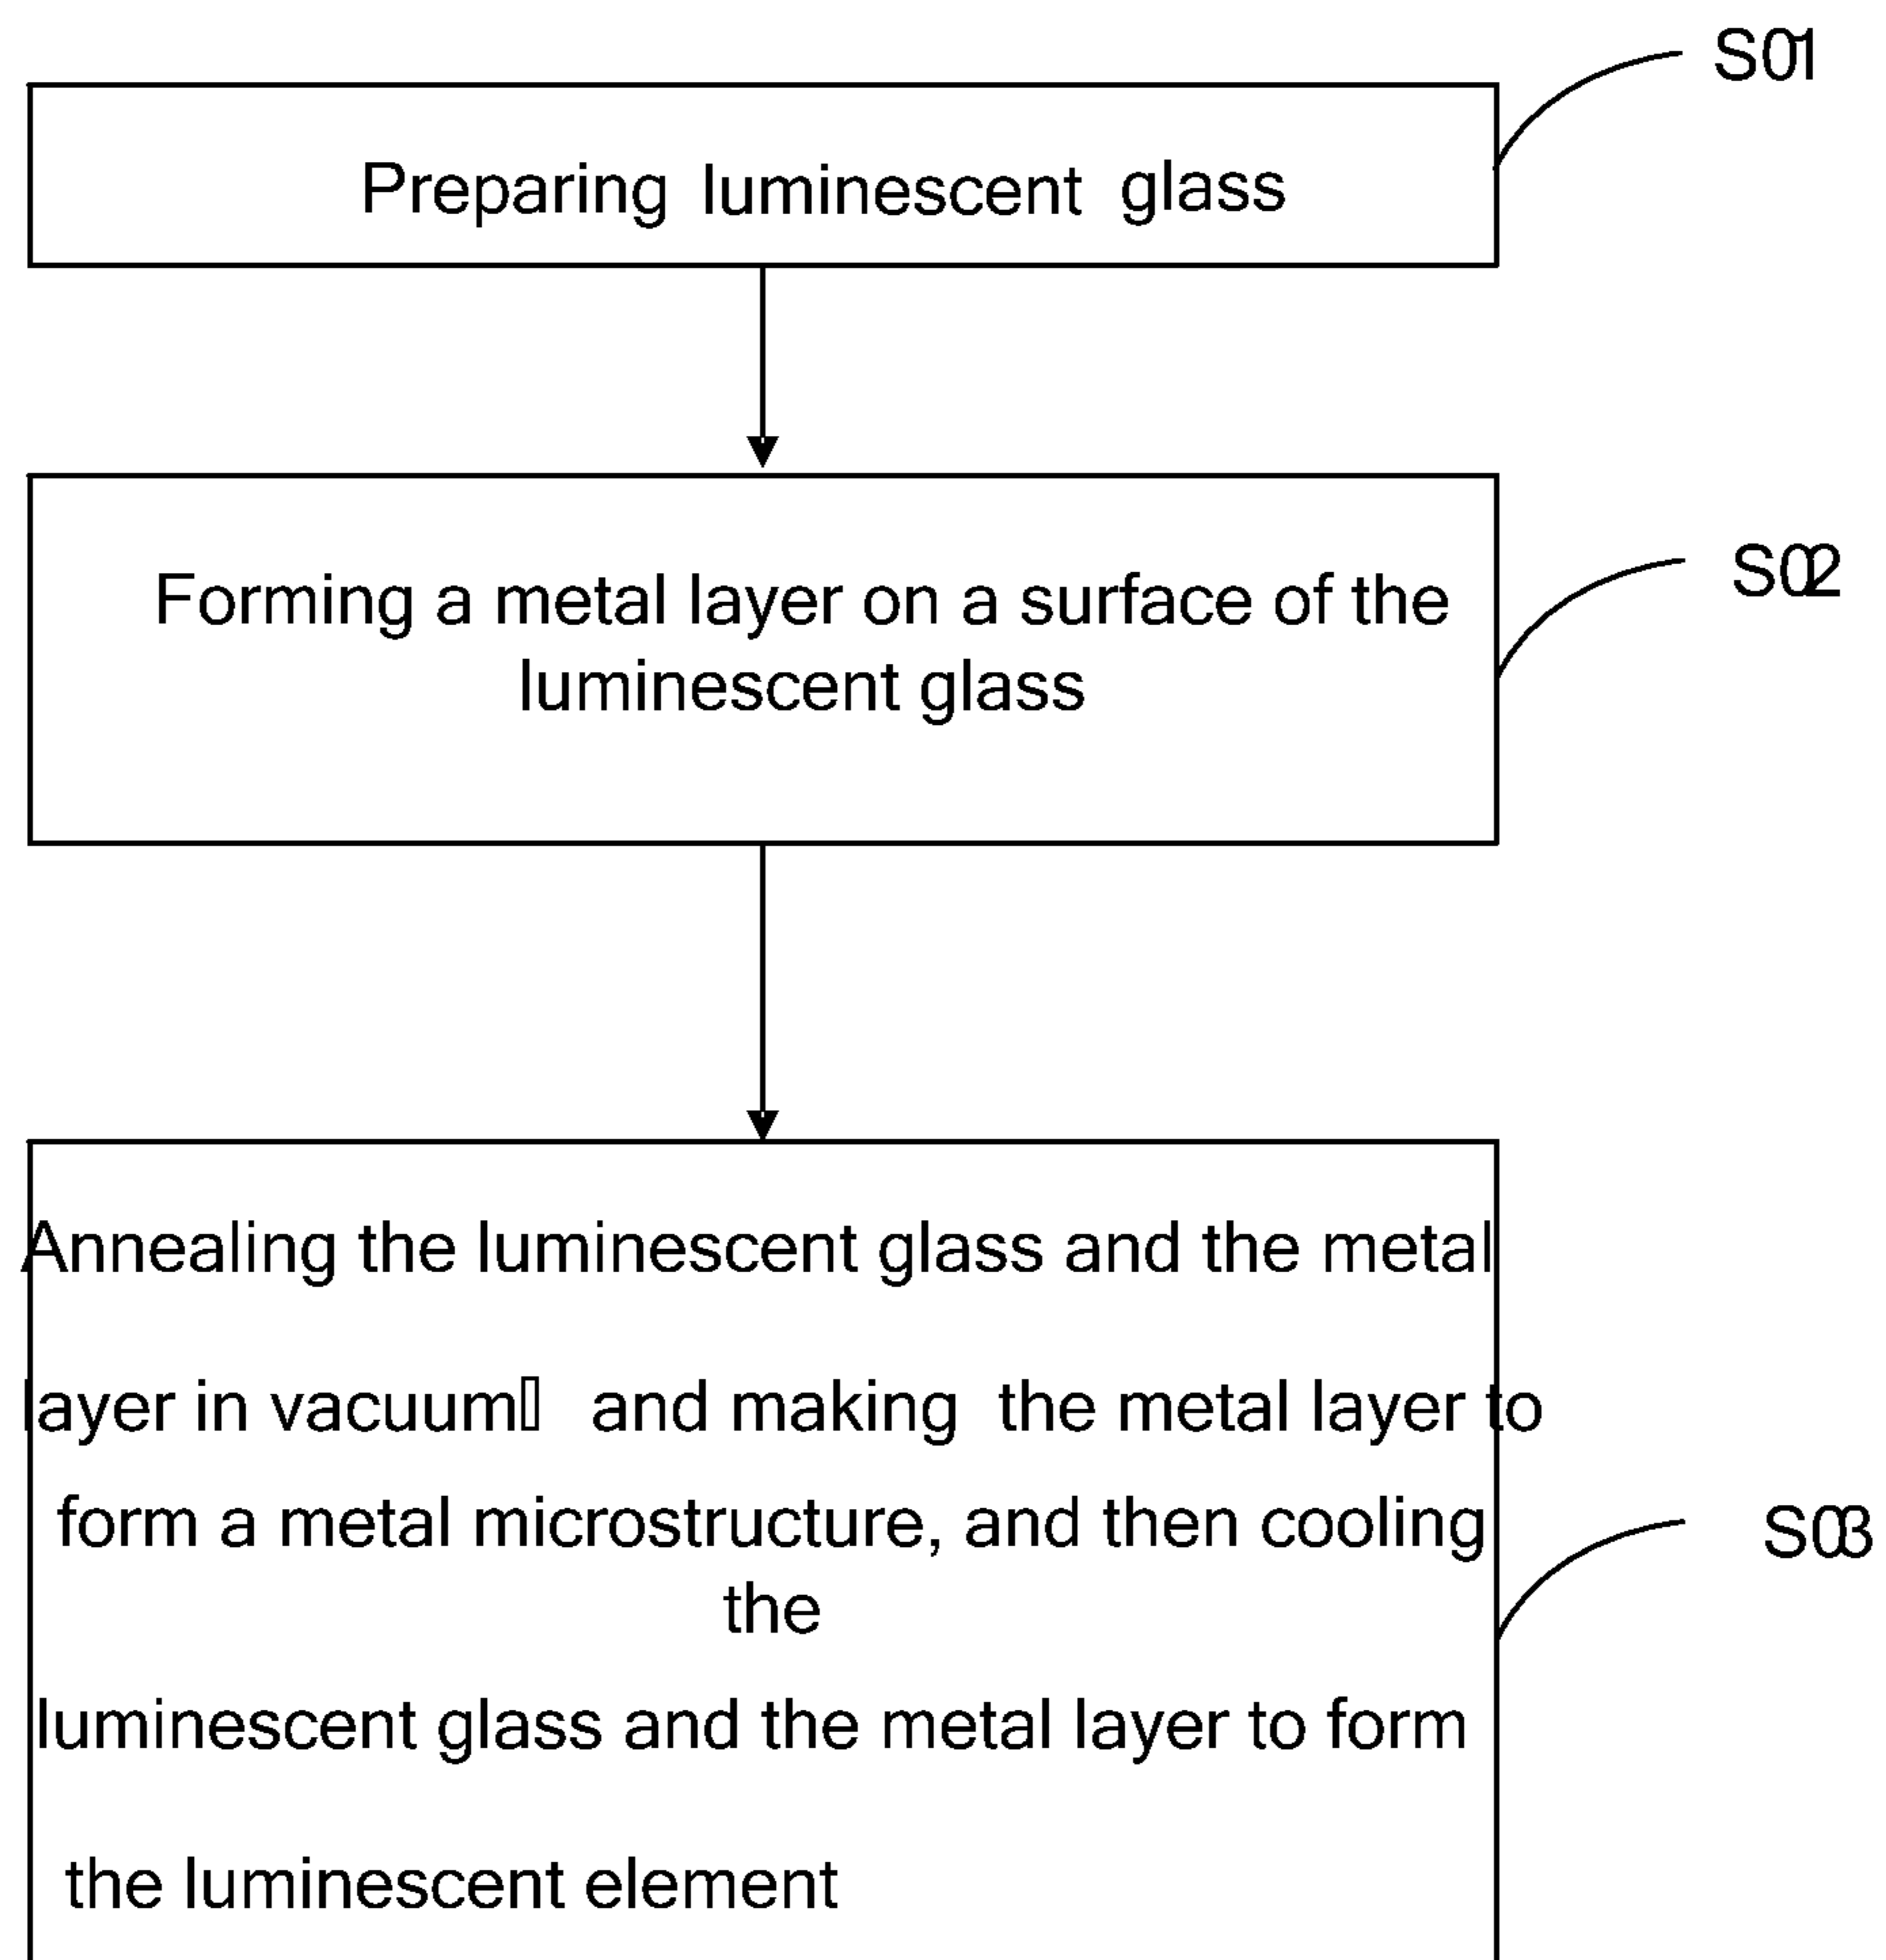 S01
Preparing luminescent glass
S02
Forming a metal layer on a surface of the
luminescent glass
Annealing the luminescent glass and the metal
layer in vacuum▯ and making the metal layer to
form a metal microstructure, and then cooling
the
S03
luminescent glass and the metal layer to form
the luminescent element